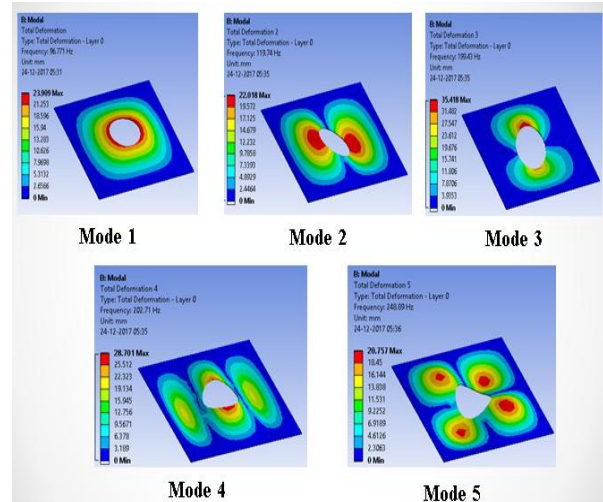 B: Modal
Total Deformation
Type: Total Deformation - Layer 0
Frequency: 96.771 Hz
Unit: mm
24-12-2017 05:31
23.909 Max
21.253
18.596
15.94
13.283
10.626
7.9698
5.3132
2.6566
0 Min
Mode 1
B: Modal
Total Deformation 2
Type: Total Deformation - Layer 0
Frequency: 119.74 Hz
Unit: mm
24-12-2017 05:35
22.018 Max
19.572
17.125
14.679
12.232
9.7858
7.3393
4.8929
2.4464
0 Min
Mode 2
B: Modal
Total Deformation 3
Type: Total Deformation - Layer 0
Frequency: 199.43 Hz
Unit: mm
24-12-2017 05:35
35.418 Max
31.482
27.547
23.612
19.676
15.741
11.806
7.8706
3.9353
0 Min
Mode 3
B: Modal
Total Deformation 4
Type: Total Deformation - Layer 0
Frequency: 202.71 Hz
Unit: mm
24-12-2017 05:35
28.701 Max
25.512
22.323
19.134
15.945
12.756
9.5671
6.378
3.189
0 Min
Mode 4
B: Modal
Total Deformation 5
Type: Total Deformation - Layer 0
Frequency: 248.89 Hz
Unit: mm
24-12-2017 05:36
20.757 Max
18.45
16.144
13.838
11.531
9.2252
6.9189
4.6126
2.3063
0 Min
Mode 5